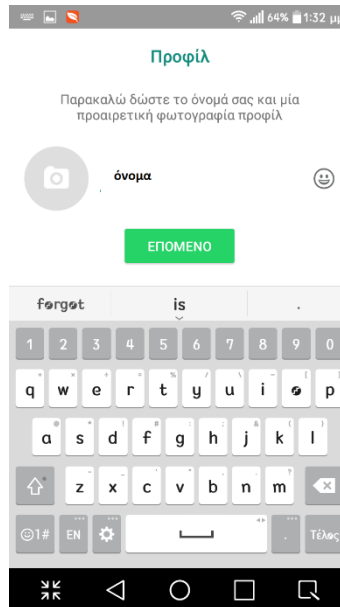 64% 1:32 μμ
Προφίλ
Παρακαλώ δώστε το όνομά σας και μία
προαιρετική φωτογραφία προφίλ
όνομα
ΕΠΟΜΕΝΟ
forgot is .
1 2 3 4 5 6 7 8 9 0
q w e r t y u i o p
a s d f g h j k l
z x c v b n m
1# EN . Τέλος